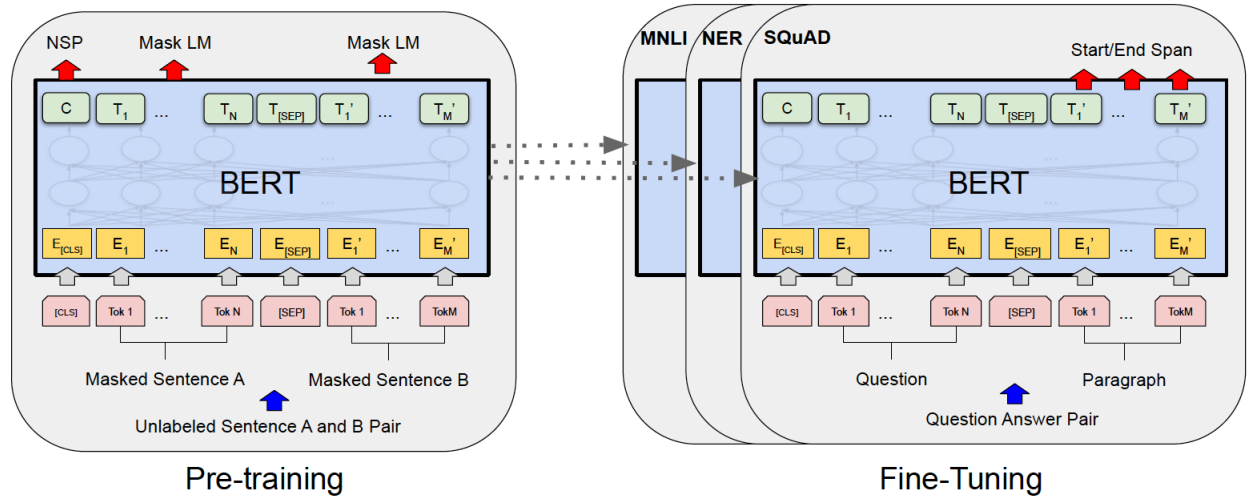 NSP Mask LM Mask LM
C T1 ... TN T[SEP] T1' ... TM'
...
...
BERT
E[CLS] E1 ... EN E[SEP] E1' ... EM'
[CLS] Tok 1 ... Tok N [SEP] Tok 1 ... TokM
Masked Sentence A Masked Sentence B
Unlabeled Sentence A and B Pair
Pre-training
MNLI NER SQuAD
Start/End Span
C T1 ... TN T[SEP] T1' ... TM'
...
...
BERT
E[CLS] E1 ... EN E[SEP] E1' ... EM'
[CLS] Tok 1 ... Tok N [SEP] Tok 1 ... TokM
Question Paragraph
Question Answer Pair
Fine-Tuning